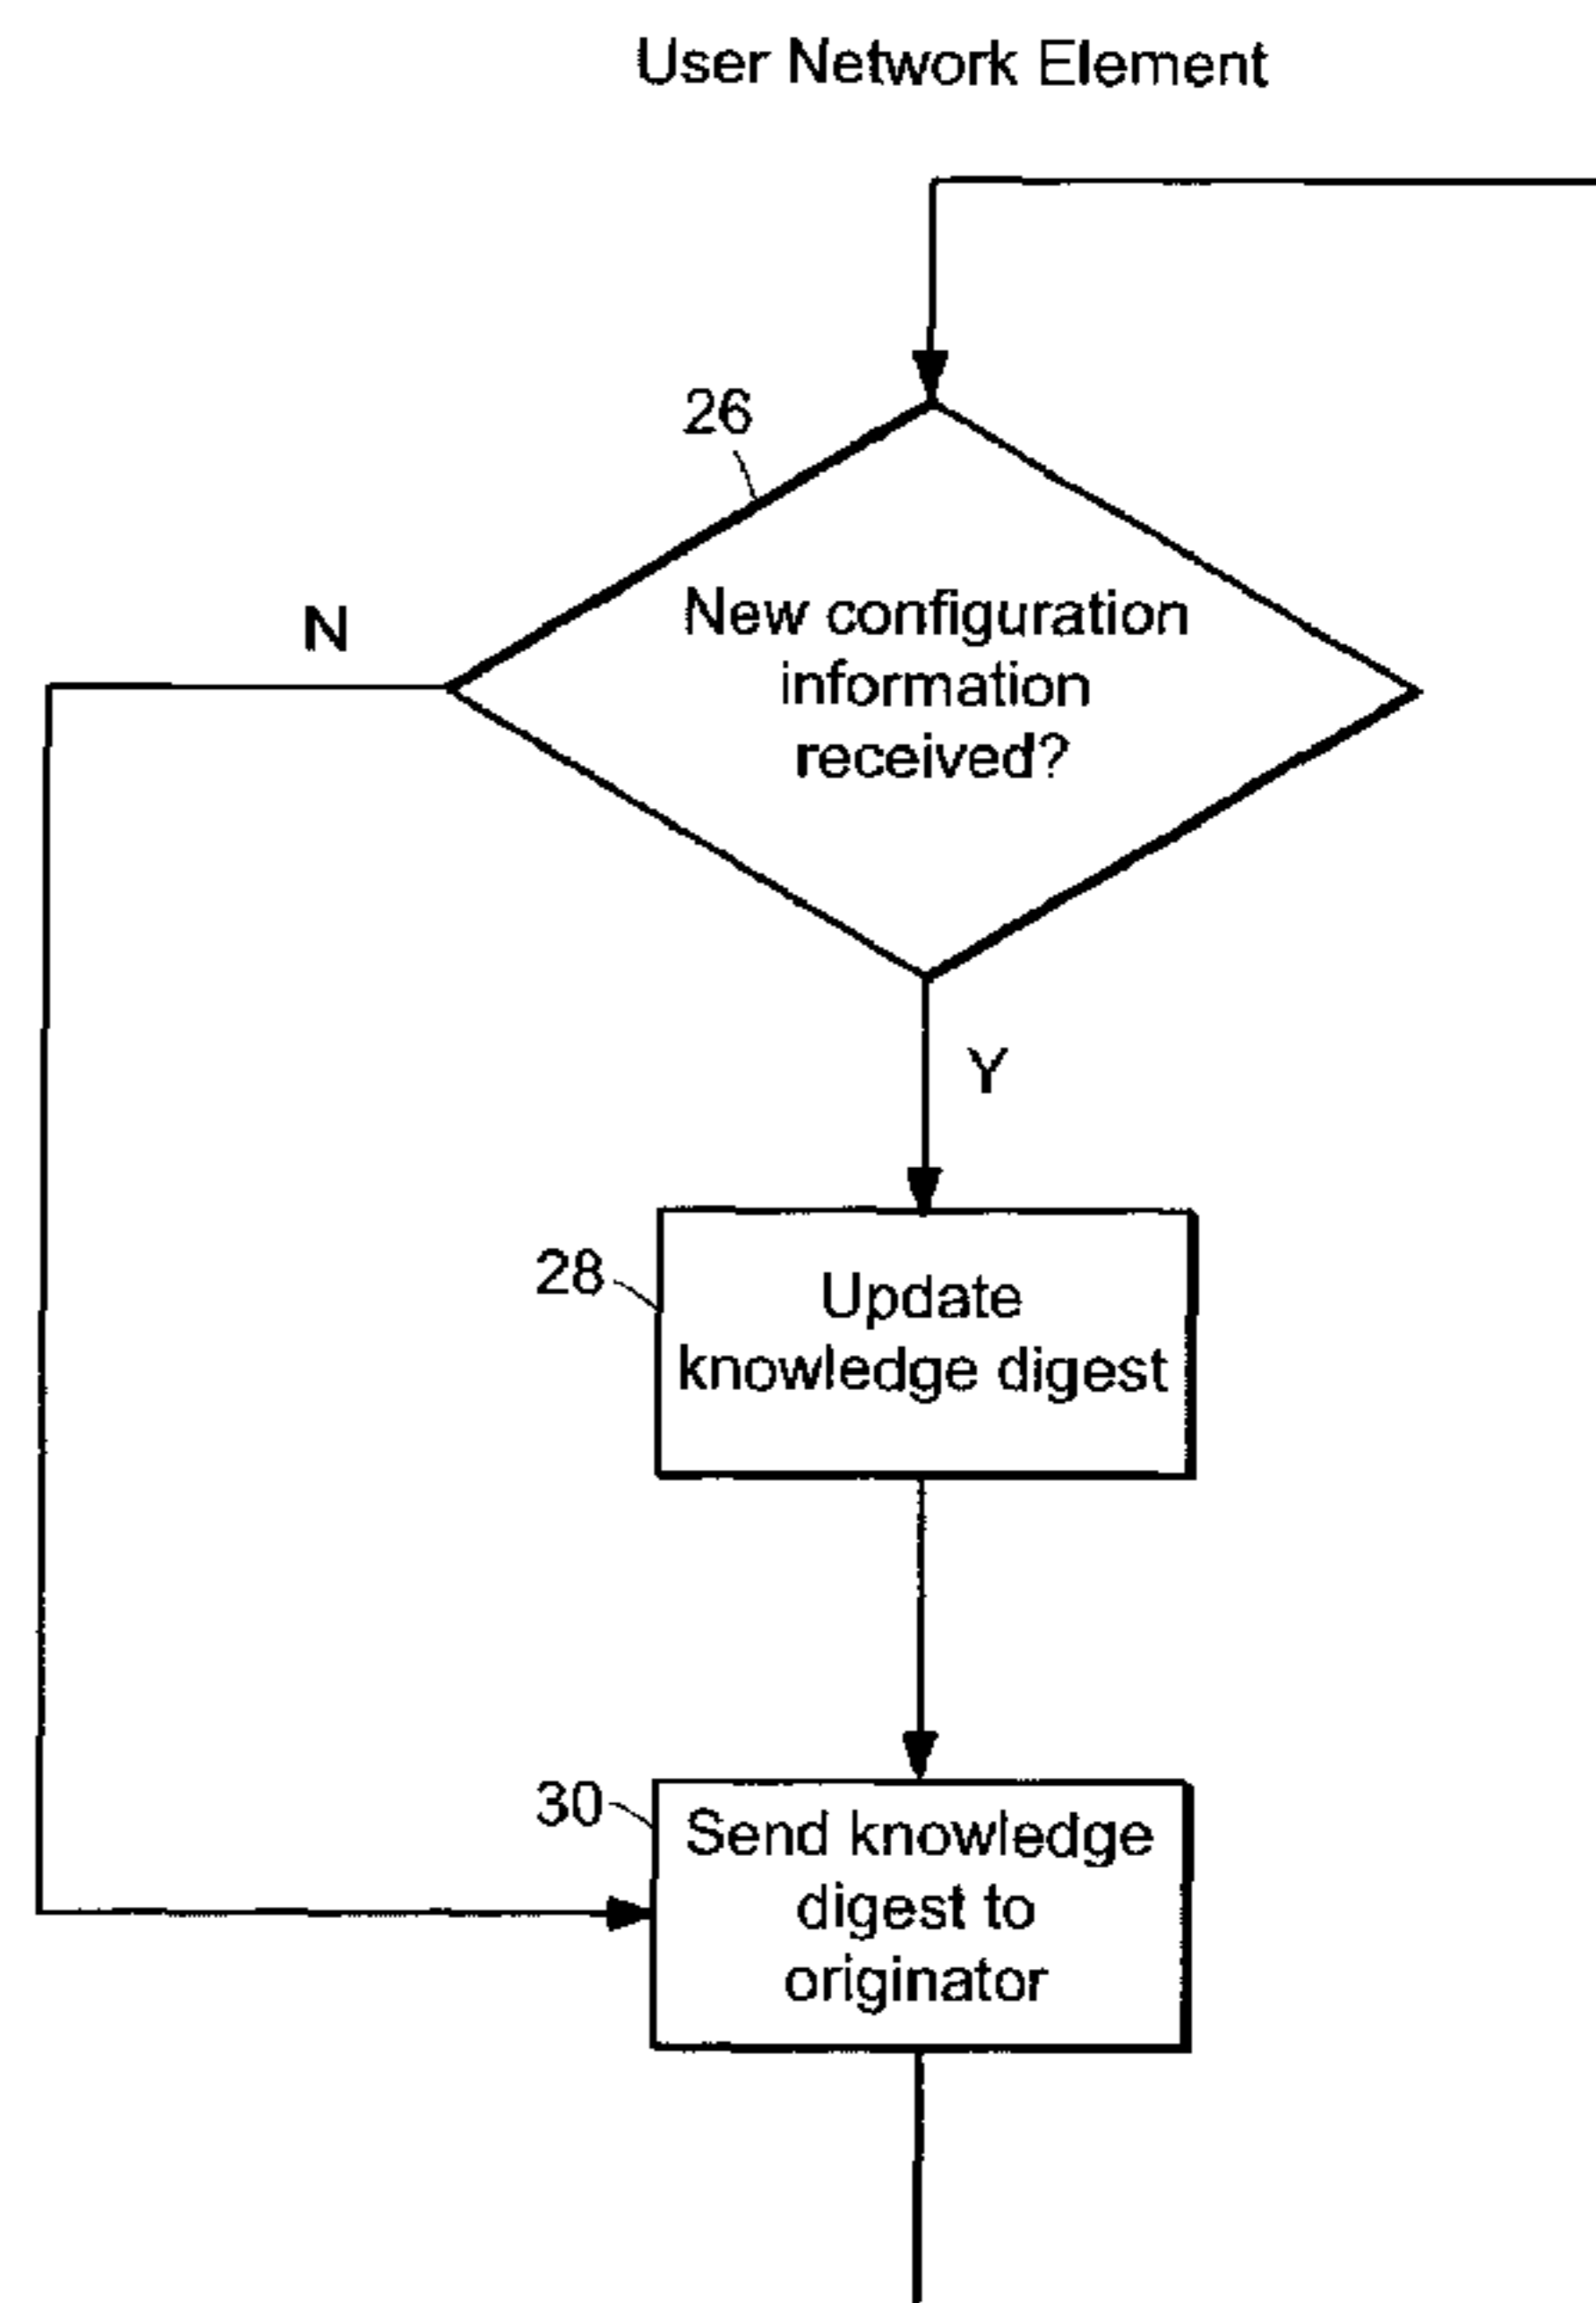 User Network Element
26
N
New configuration
information
received?
Y
28
Update
knowledge digest
30
Send knowledge
digest to
originator